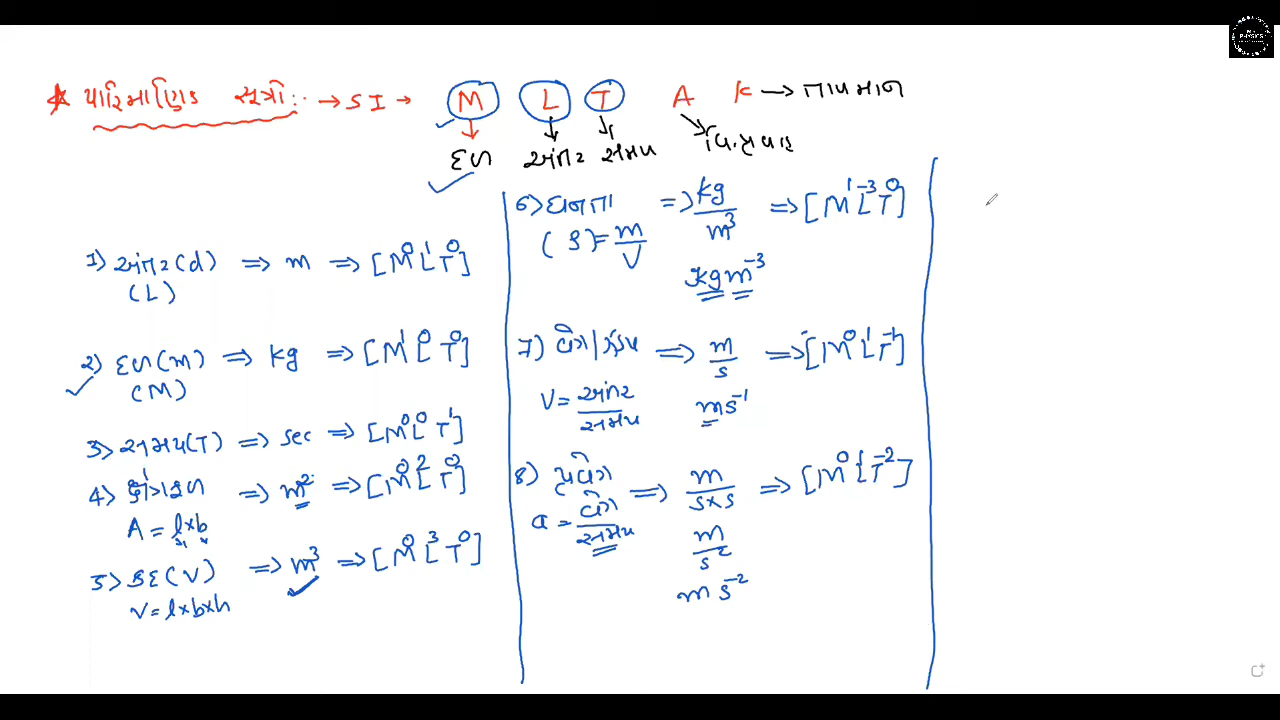 પારિમાણિક સૂત્રો :- → SI → M L T A K → તાપમાન
દળ અંતર સમય વિ.પ્રવાહ
1) અંતર (d) ⇒ m ⇒ [M⁰L¹T⁰]
(L)
2) દળ (m) ⇒ kg ⇒ [M¹L⁰T⁰]
(M)
3) સમય (T) ⇒ sec ⇒ [M⁰L⁰T¹]
4) ક્ષેત્રફળ ⇒ m² ⇒ [M⁰L²T⁰]
A = l×b
5) કદ (V) ⇒ m³ ⇒ [M⁰L³T⁰]
V = l×b×h
6) ઘનતા ⇒ kg/m³ ⇒ [M¹L⁻³T⁰]
(ρ) = m/V
kg m⁻³
7) વેગ/ઝડપ ⇒ m/s ⇒ [M⁰L¹T⁻¹]
V = અંતર/સમય
ms⁻¹
8) પ્રવેગ ⇒ m/s×s ⇒ [M⁰L¹T⁻²]
a = વેગ/સમય
m/s²
m s⁻²